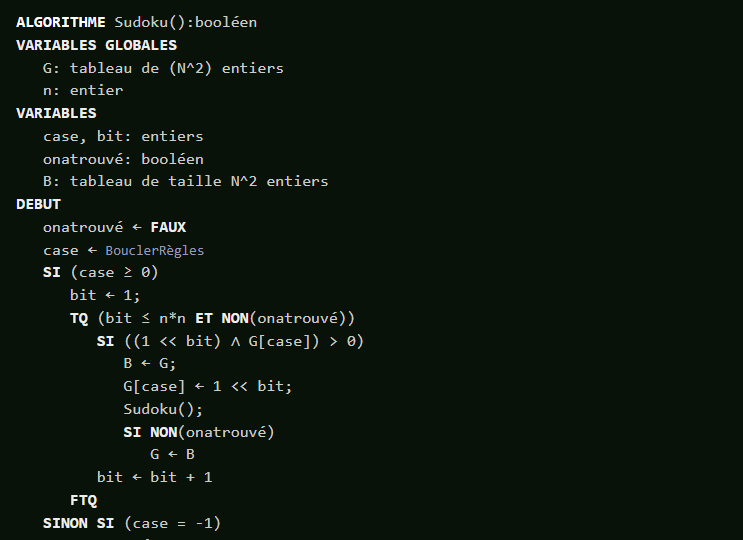 ALGORITHME Sudoku():booléen
VARIABLES GLOBALES
G: tableau de (N^2) entiers
n: entier
VARIABLES
case, bit: entiers
onatrouvé: booléen
B: tableau de taille N^2 entiers
DEBUT
onatrouvé ← FAUX
case ← BouclerRègles
SI (case ≥ 0)
bit ← 1;
TQ (bit ≤ n*n ET NON(onatrouvé))
SI ((1 << bit) ∧ G[case]) > 0)
B ← G;
G[case] ← 1 << bit;
Sudoku();
SI NON(onatrouvé)
G ← B
bit ← bit + 1
FTQ
SINON SI (case = -1)